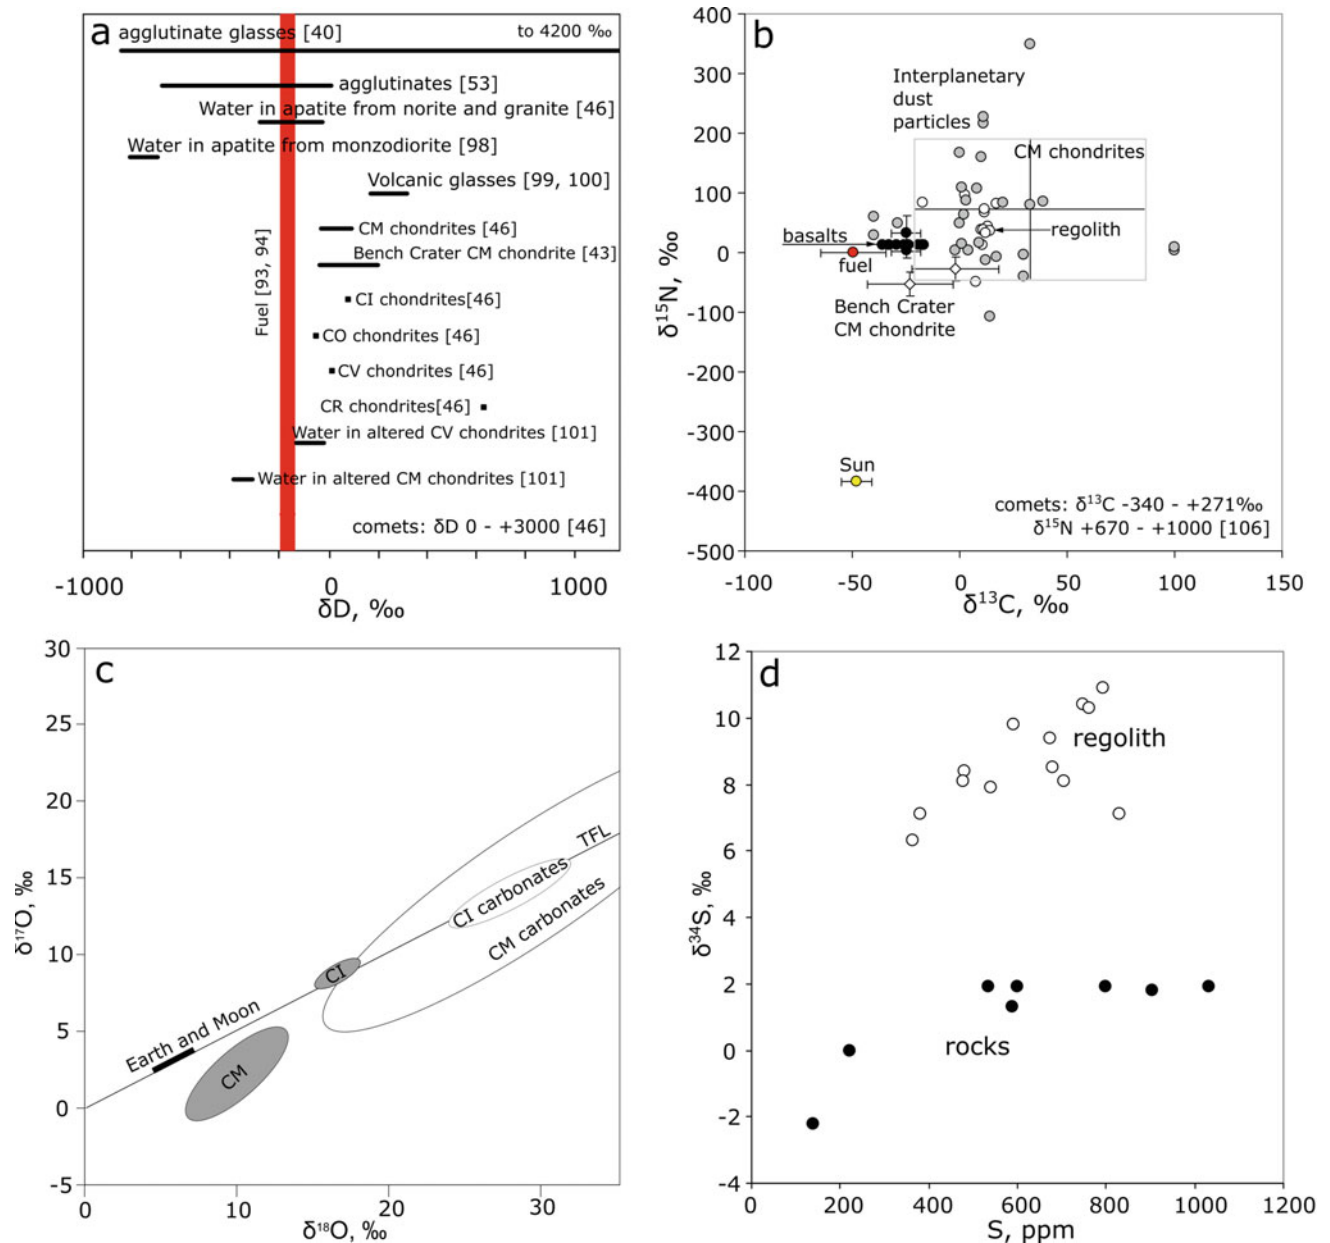 a
agglutinate glasses [40]
to 4200 ‰
agglutinates [53]
Water in apatite from norite and granite [46]
Water in apatite from monzodiorite [98]
Volcanic glasses [99, 100]
CM chondrites [46]
Bench Crater CM chondrite [43]
Fuel [93, 94]
CI chondrites[46]
CO chondrites [46]
CV chondrites [46]
CR chondrites[46]
Water in altered CV chondrites [101]
Water in altered CM chondrites [101]
comets: δD 0 - +3000 [46]
-1000
0
1000
δD, ‰
b
400
300
200
100
0
-100
-200
-300
-400
-500
δ15N, ‰
Interplanetary
dust
particles
CM chondrites
basalts
regolith
fuel
Bench Crater
CM chondrite
Sun
comets: δ13C -340 - +271‰
δ15N +670 - +1000 [106]
-100
-50
0
50
100
150
δ13C, ‰
c
30
25
20
15
10
5
0
-5
δ17O, ‰
TFL
CI carbonates
CM carbonates
CI
Earth and Moon
CM
0
10
20
30
δ18O, ‰
d
12
10
8
6
4
2
0
-2
-4
δ34S, ‰
regolith
rocks
0
200
400
600
800
1000
1200
S, ppm